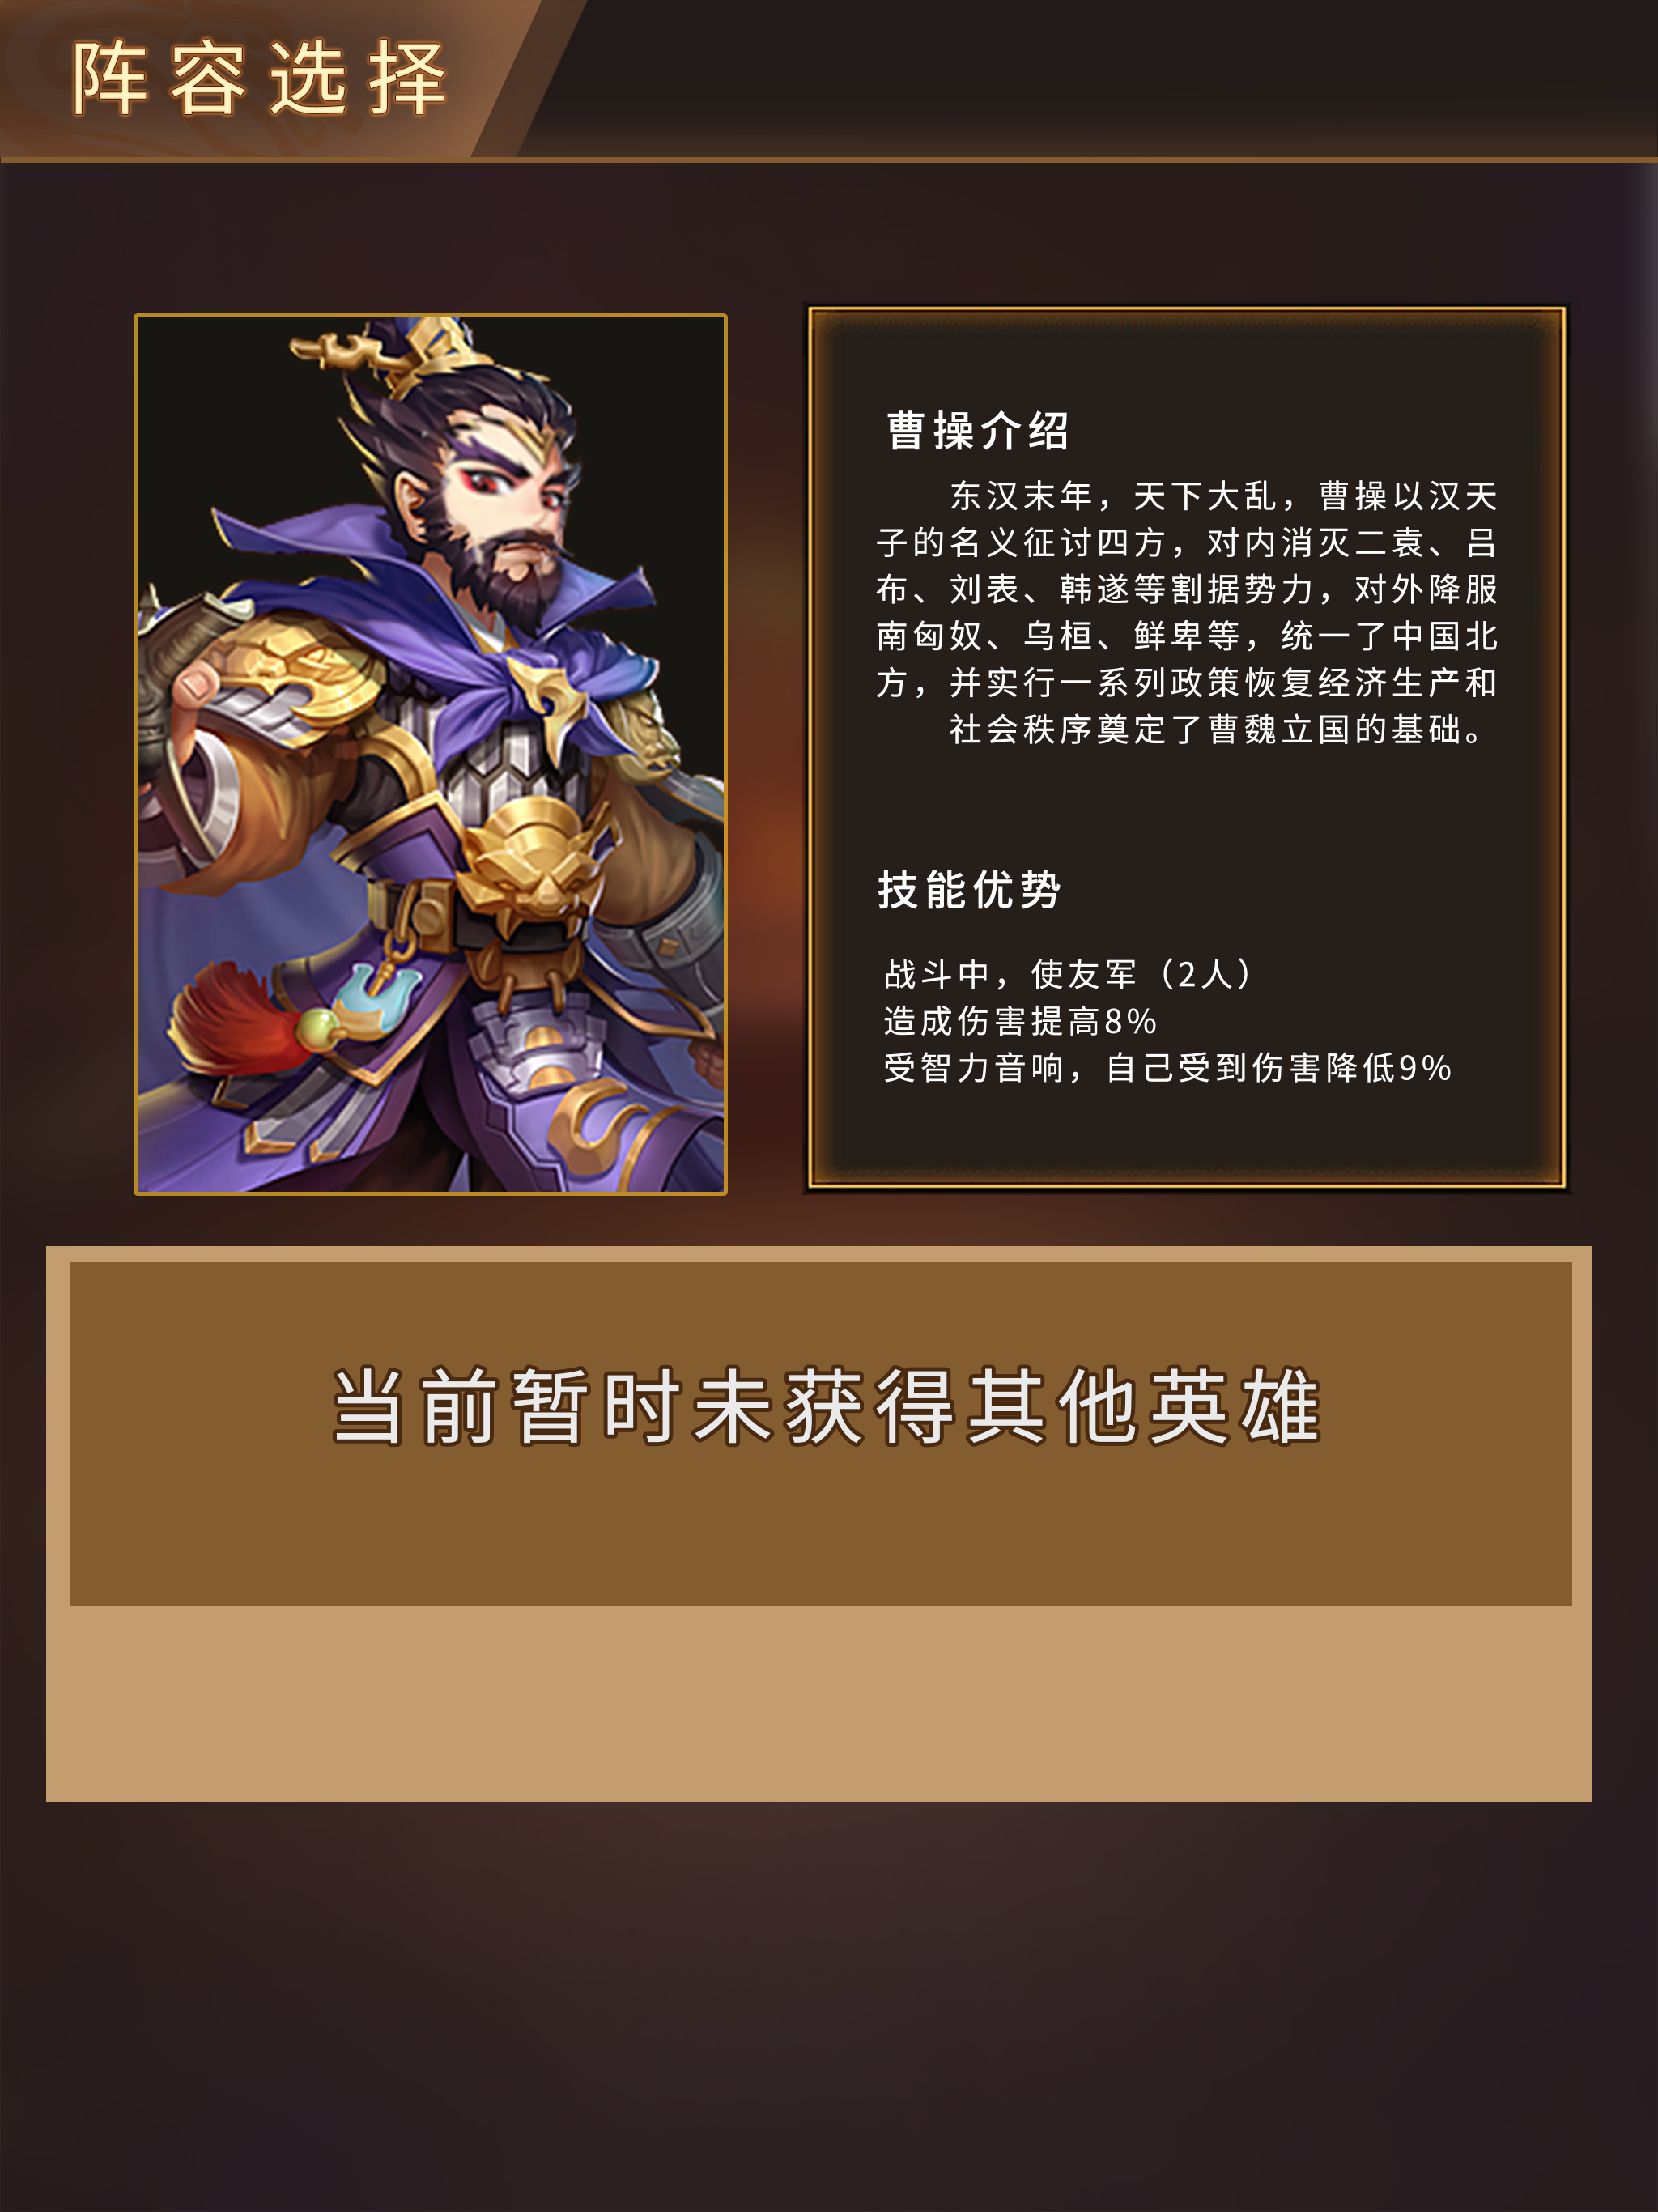 阵容选择
曹操介绍
东汉末年，天下大乱，曹操以汉天
子的名义征讨四方，对内消灭二袁、吕
布、刘表、韩遂等割据势力，对外降服
南匈奴、乌桓、鲜卑等，统一了中国北
方，并实行一系列政策恢复经济生产和
社会秩序奠定了曹魏立国的基础。
技能优势
战斗中，使友军（2人）
造成伤害提高8%
受智力音响，自己受到伤害降低9%
当前暂时未获得其他英雄